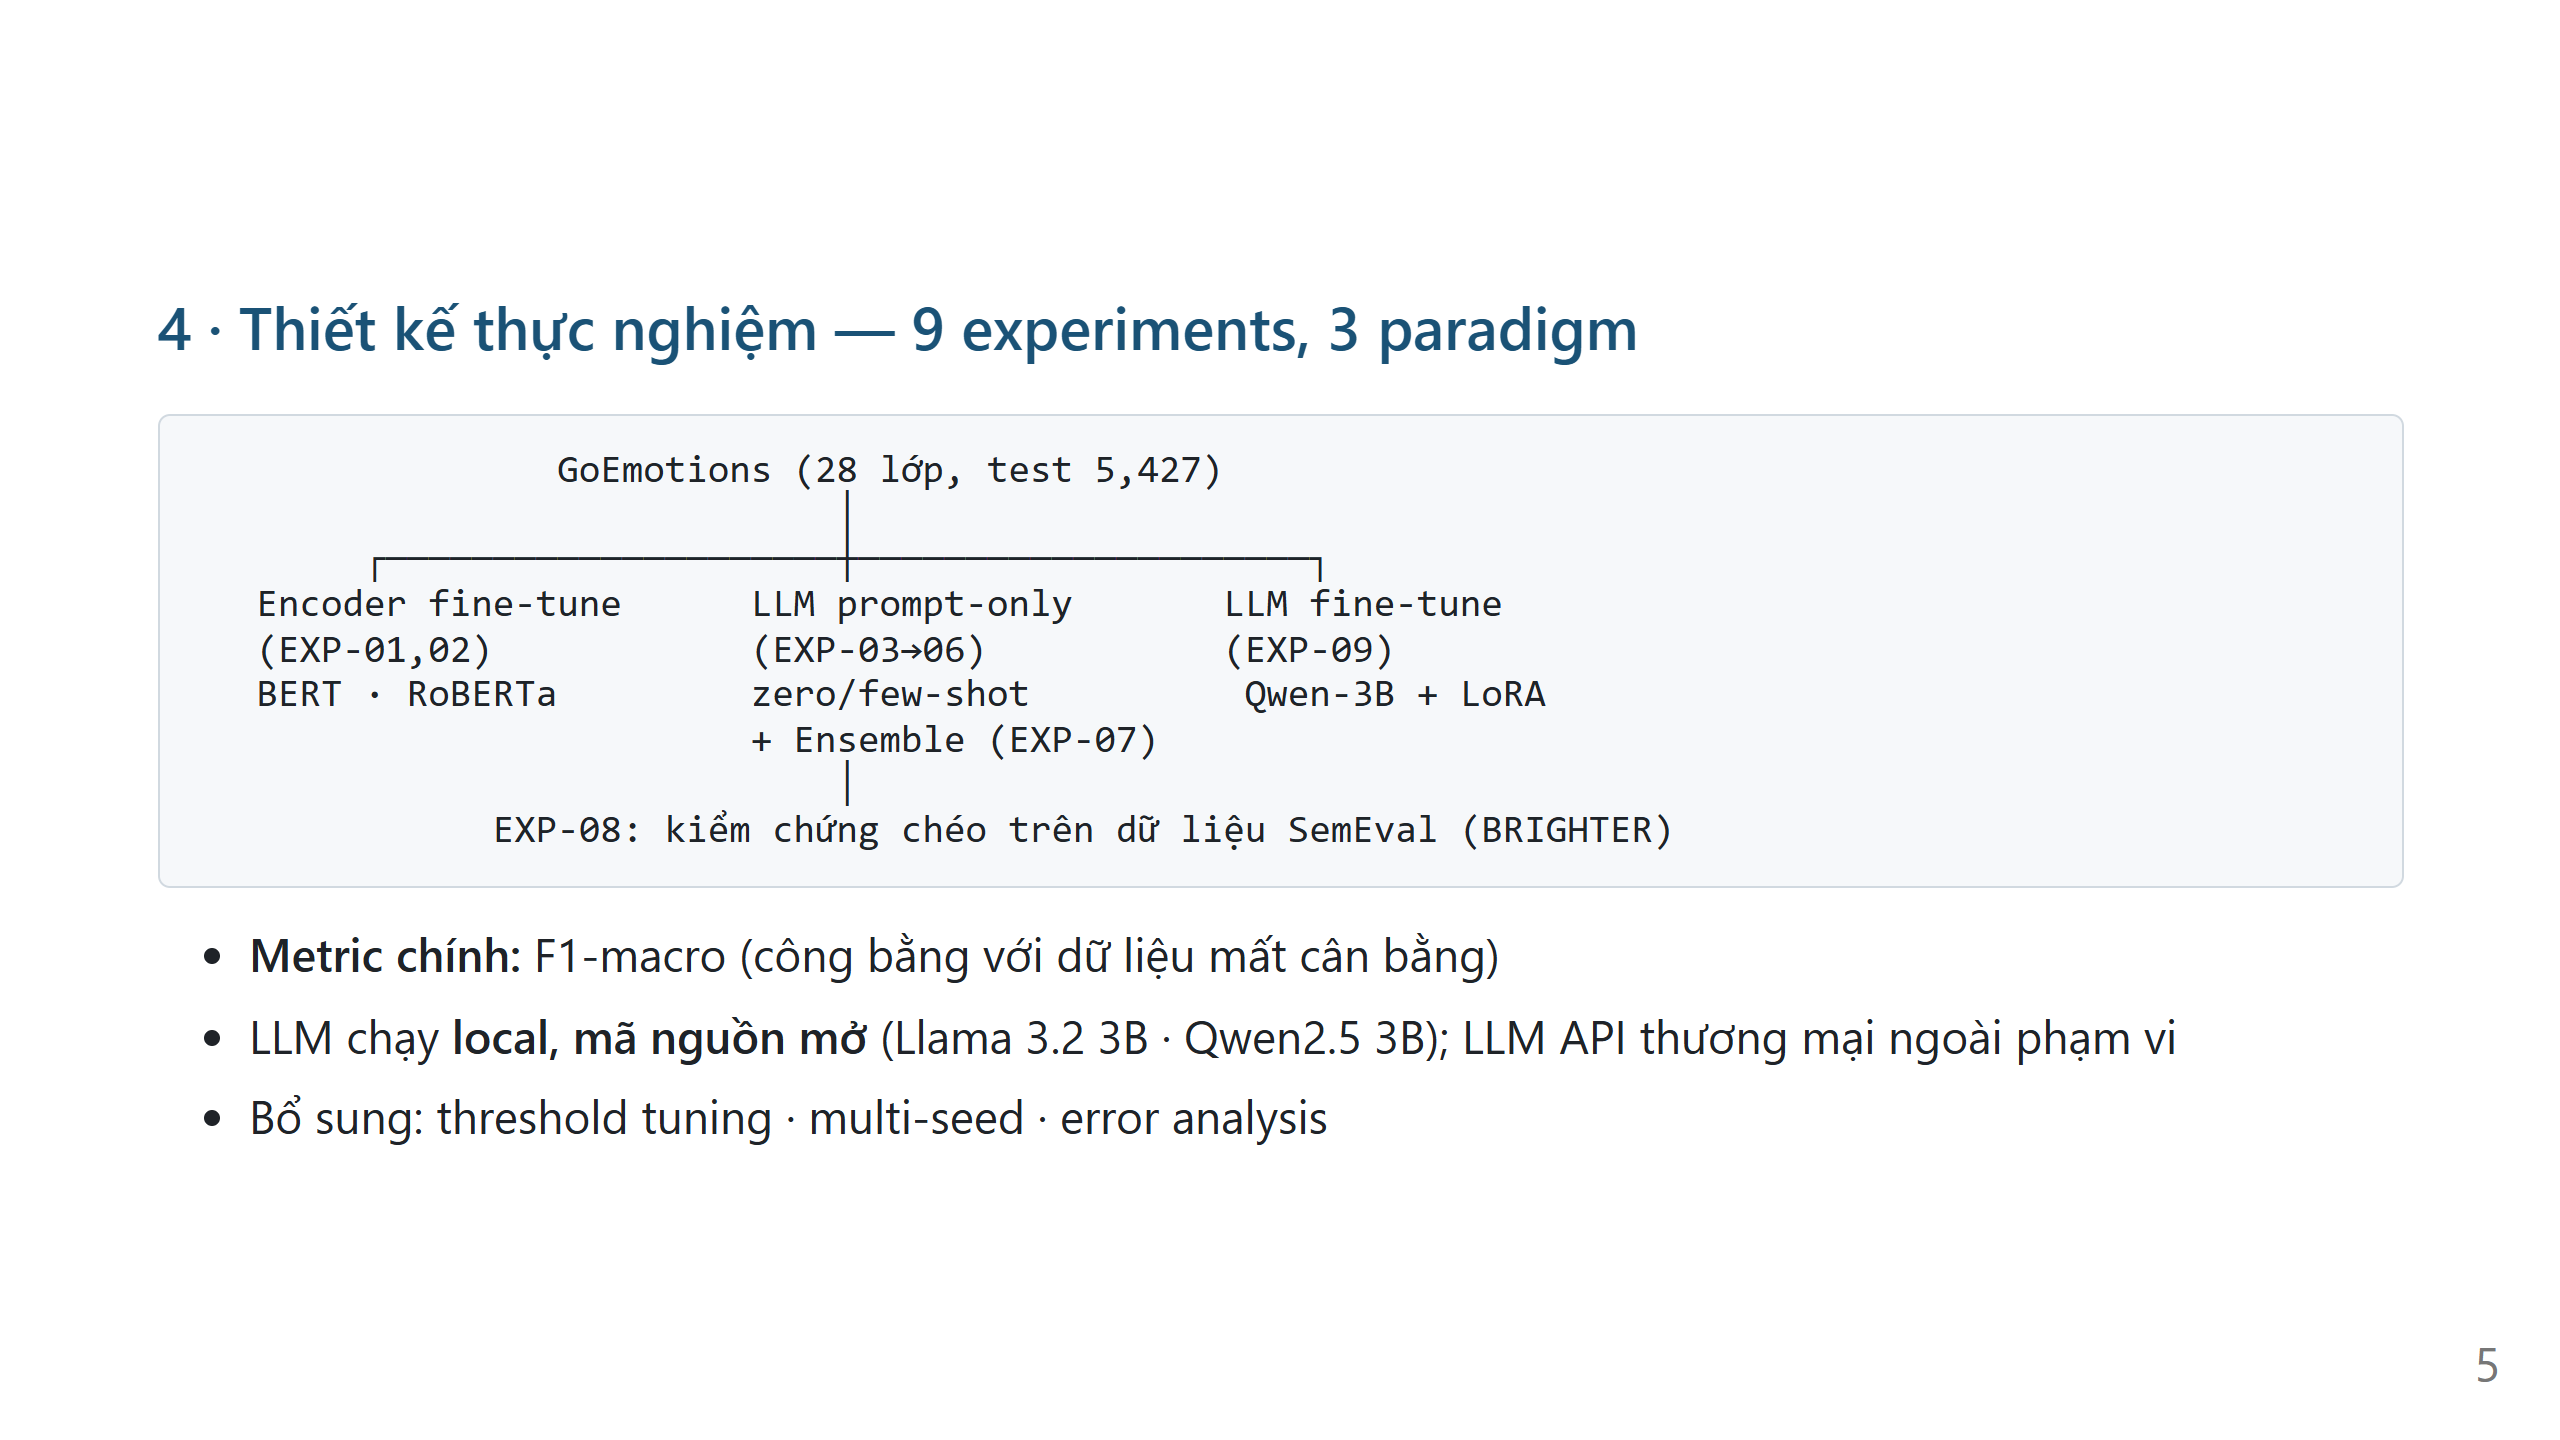 4 · Thiết kế thực nghiệm — 9 experiments, 3 paradigm
GoEmotions (28 lớp, test 5,427)
Encoder fine-tune LLM prompt-only LLM fine-tune
(EXP-01,02) (EXP-03→06) (EXP-09)
BERT · RoBERTa zero/few-shot Qwen-3B + LoRA
+ Ensemble (EXP-07)
EXP-08: kiểm chứng chéo trên dữ liệu SemEval (BRIGHTER)
• Metric chính: F1-macro (công bằng với dữ liệu mất cân bằng)
• LLM chạy local, mã nguồn mở (Llama 3.2 3B · Qwen2.5 3B); LLM API thương mại ngoài phạm vi
• Bổ sung: threshold tuning · multi-seed · error analysis
5